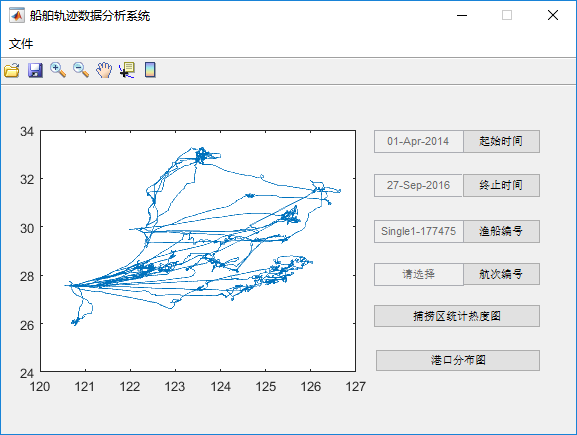 船舶轨迹数据分析系统
文件
34
32
30
28
26
24
120 121 122 123 124 125 126 127
01-Apr-2014 起始时间
27-Sep-2016 终止时间
Single1-177475 渔船编号
请选择 航次编号
捕捞区统计热度图
港口分布图